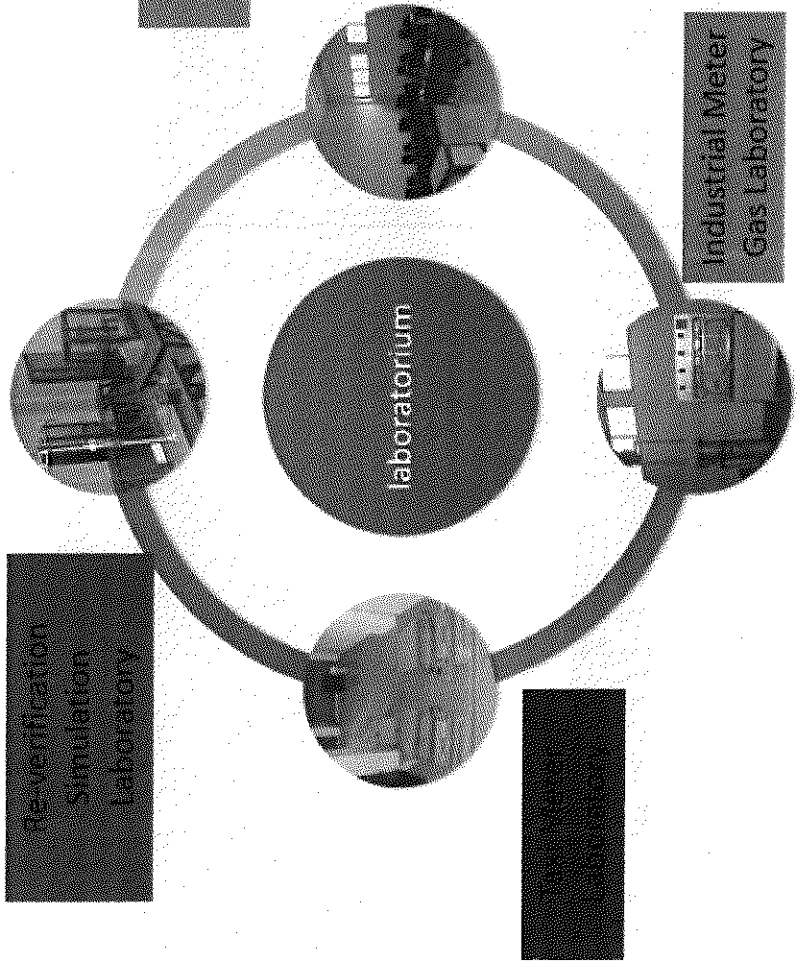 Re-verification
Simulation
Laboratory
laboratorium
Industrial Meter
Gas Laboratory